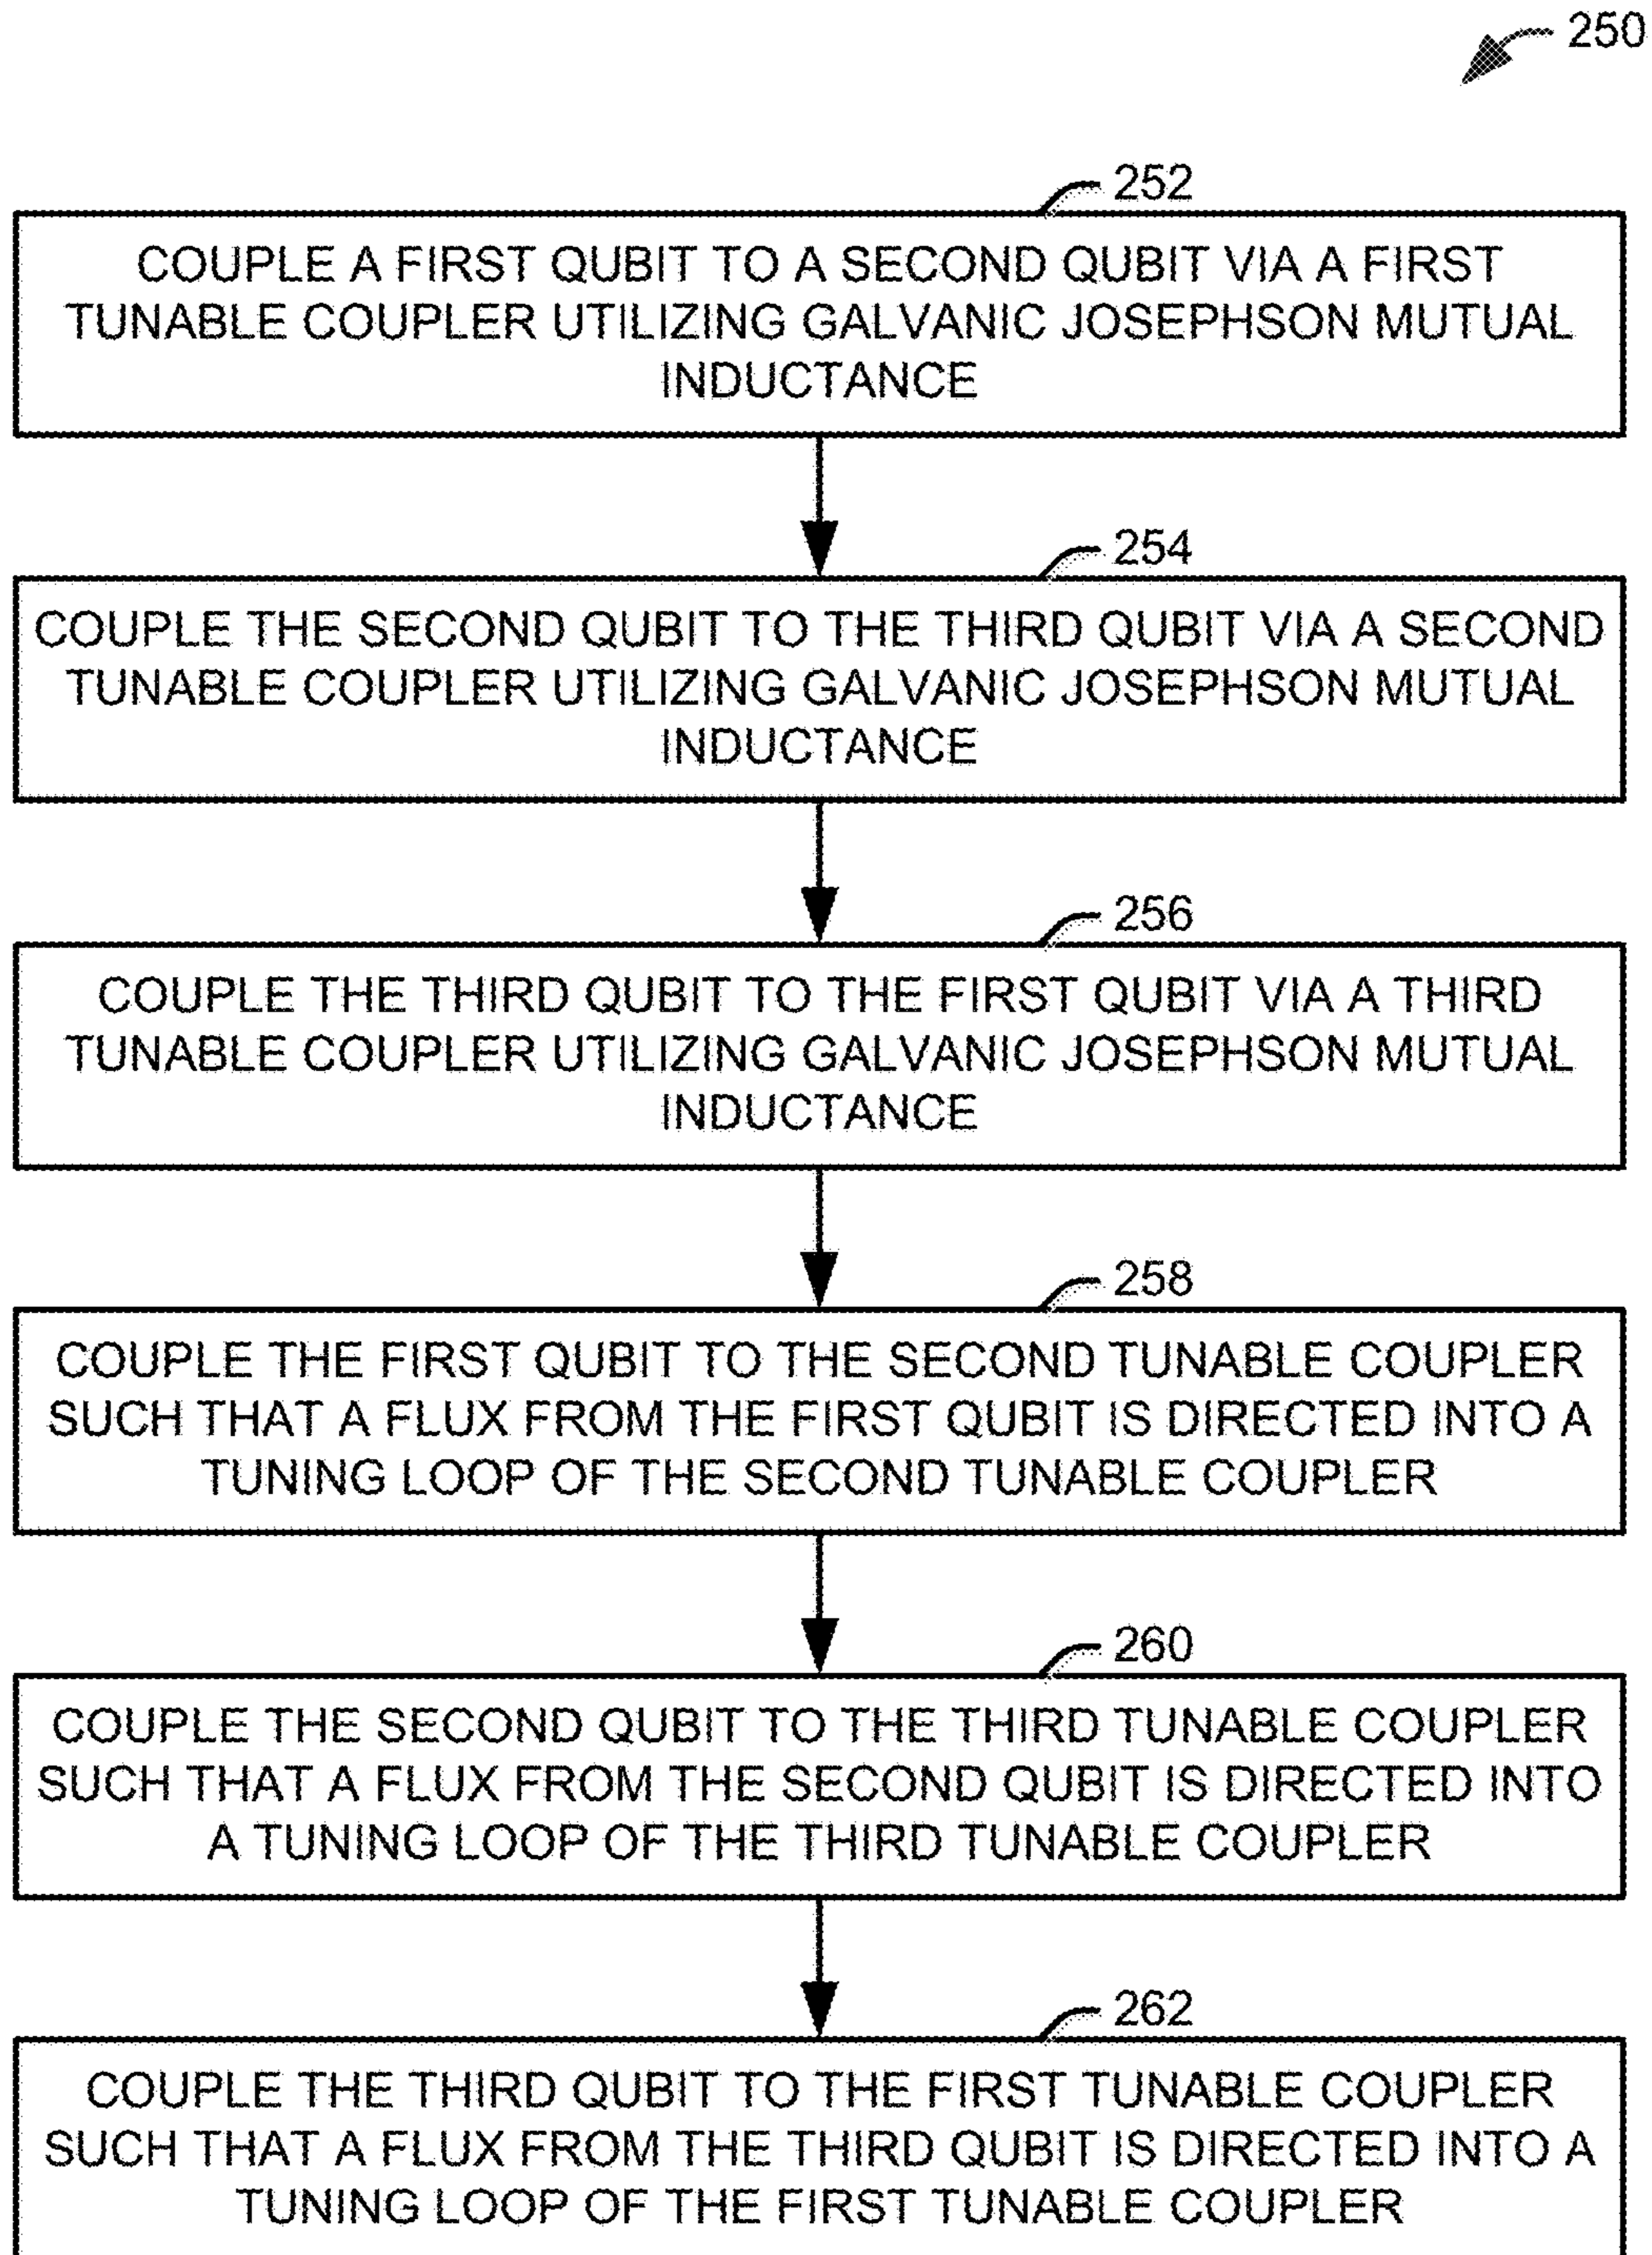 250
252
COUPLE A FIRST QUBIT TO A SECOND QUBIT VIA A FIRST
TUNABLE COUPLER UTILIZING GALVANIC JOSEPHSON MUTUAL
INDUCTANCE
254
COUPLE THE SECOND QUBIT TO THE THIRD QUBIT VIA A SECOND
TUNABLE COUPLER UTILIZING GALVANIC JOSEPHSON MUTUAL
INDUCTANCE
256
COUPLE THE THIRD QUBIT TO THE FIRST QUBIT VIA A THIRD
TUNABLE COUPLER UTILIZING GALVANIC JOSEPHSON MUTUAL
INDUCTANCE
258
COUPLE THE FIRST QUBIT TO THE SECOND TUNABLE COUPLER
SUCH THAT A FLUX FROM THE FIRST QUBIT IS DIRECTED INTO A
TUNING LOOP OF THE SECOND TUNABLE COUPLER
260
COUPLE THE SECOND QUBIT TO THE THIRD TUNABLE COUPLER
SUCH THAT A FLUX FROM THE SECOND QUBIT IS DIRECTED INTO
A TUNING LOOP OF THE THIRD TUNABLE COUPLER
262
COUPLE THE THIRD QUBIT TO THE FIRST TUNABLE COUPLER
SUCH THAT A FLUX FROM THE THIRD QUBIT IS DIRECTED INTO A
TUNING LOOP OF THE FIRST TUNABLE COUPLER